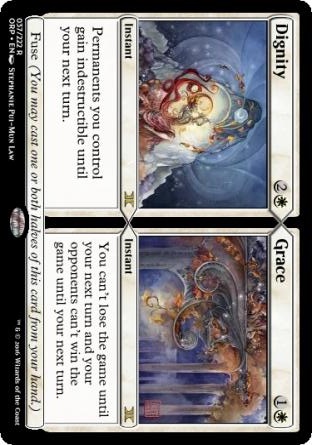 Dignity 2
Instant
Permanents you control
gain indestructible until
your next turn.
Grace 1
Instant
You can't lose the game until
your next turn and your
opponents can't win the
game until your next turn.
Fuse (You may cast one or both halves of this card from your hand.)
057/222 R
ORP • EN Stephanie Pui-Mun Law
™ & © 2016 Wizards of the Coast